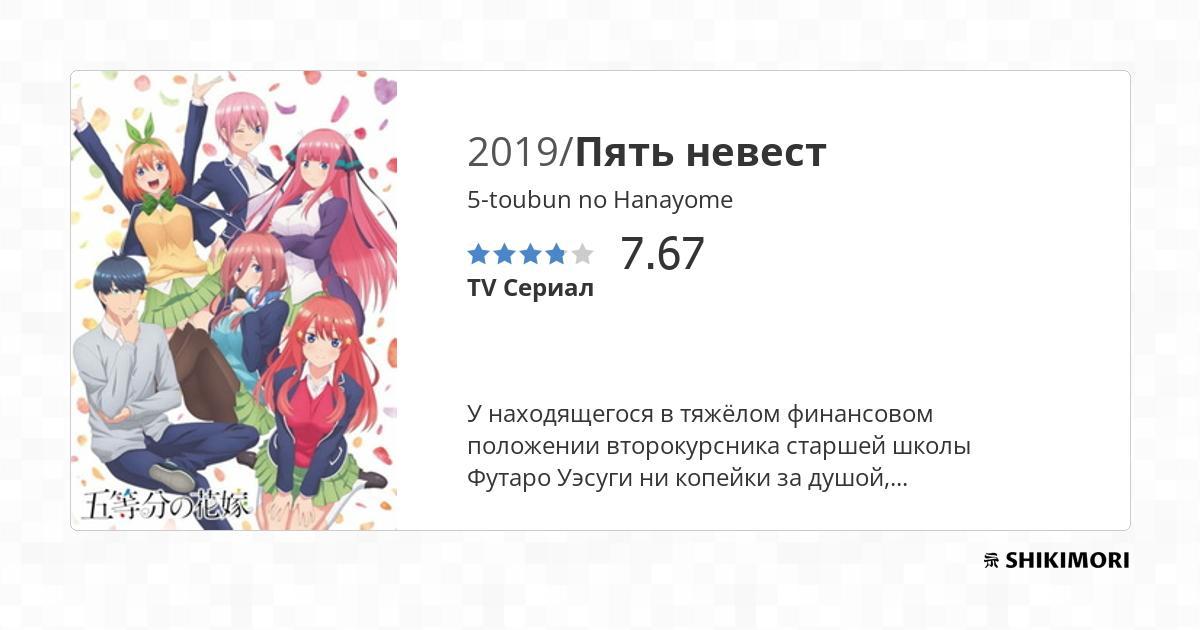 2019/Пять невест
5-toubun no Hanayome
7.67
TV Сериал
У находящегося в тяжёлом финансовом
положении второкурсника старшей школы
Футаро Уэсуги ни копейки за душой,...
五等分の花嫁
SHIKIMORI